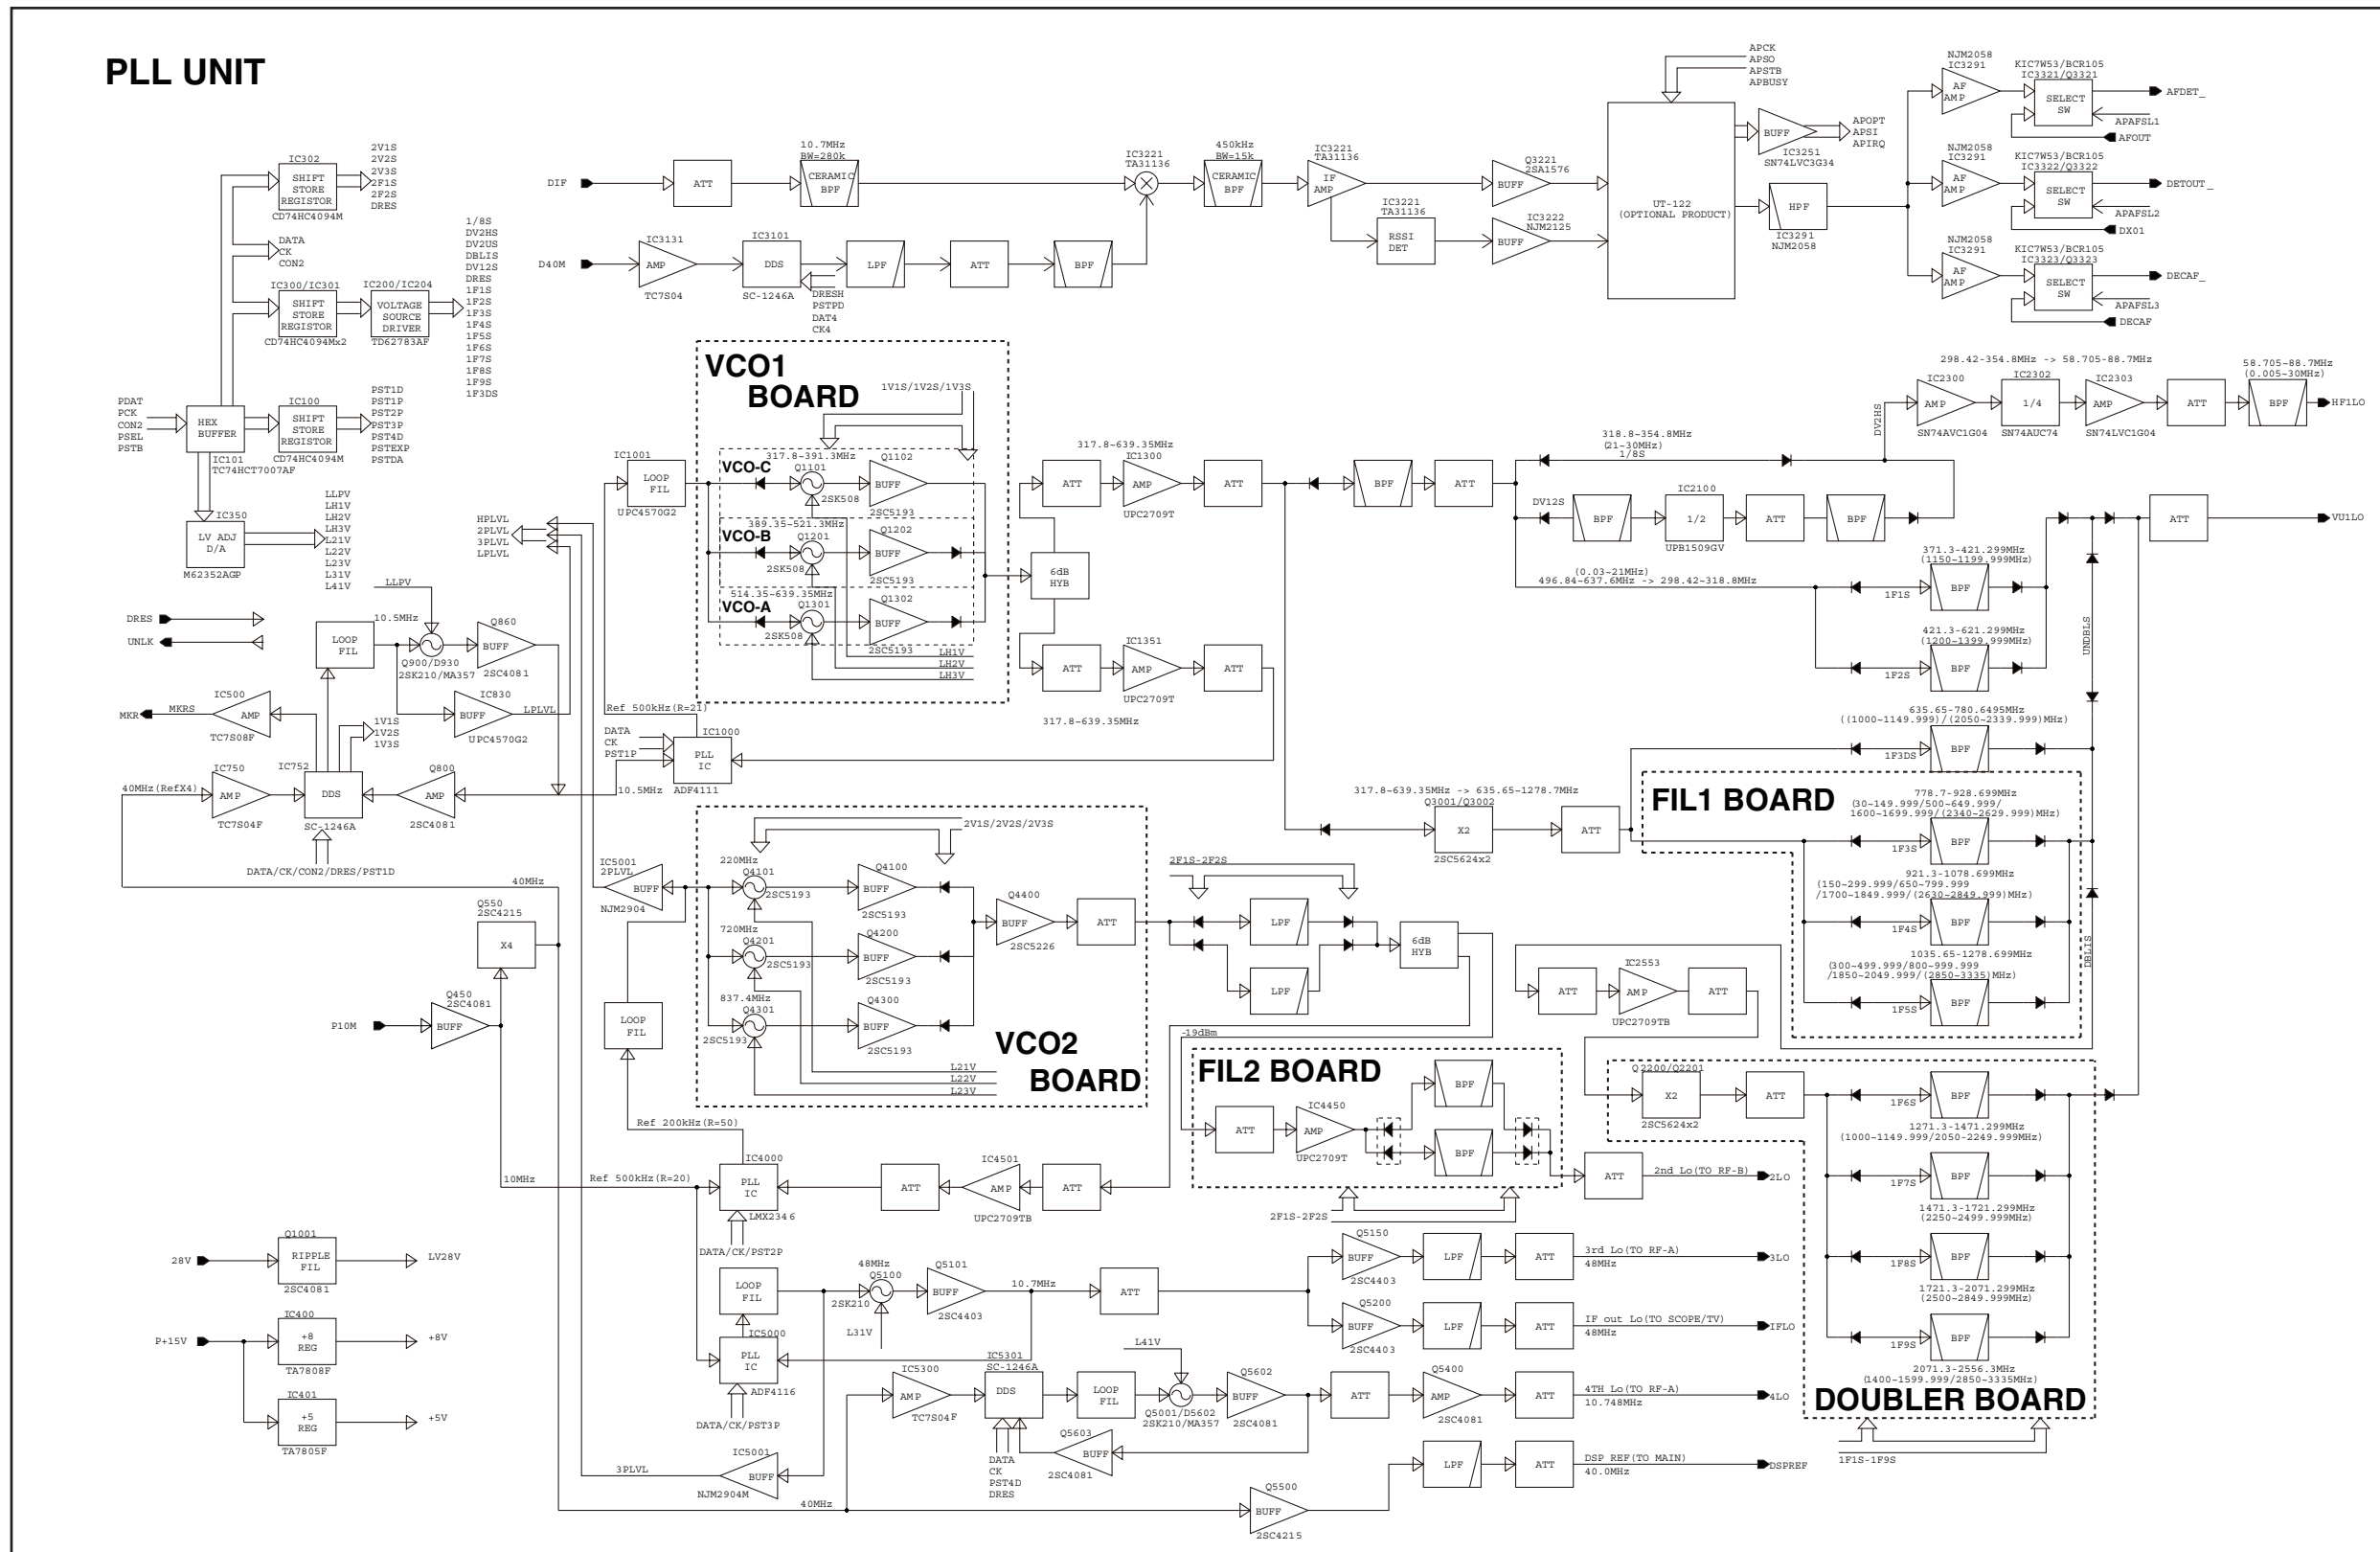 PLL UNIT
IC302
SHIFT
STORE
REGISTOR
CD74HC4094M
2V1S
2V2S
2V3S
2F1S
2F2S
DRES
DATA
CK
CON2
IC300/IC301
SHIFT
STORE
REGISTOR
CD74HC4094Mx2
IC200/IC204
VOLTAGE
SOURCE
DRIVER
TD62783AF
1/8S
DV2HS
DV2US
DBLIS
DV12S
DRES
1F1S
1F2S
1F3S
1F4S
1F5S
1F6S
1F7S
1F8S
1F9S
1F3DS
PDAT
PCK
CON2
PSEL
PSTB
HEX
BUFFER
IC101
TC74HCT7007AF
IC100
SHIFT
STORE
REGISTOR
CD74HC4094M
PST1D
PST1P
PST2P
PST3P
PST4D
PSTEXP
PSTDA
IC350
LV ADJ
D/A
M62352AGP
LLPV
LH1V
LH2V
LH3V
L21V
L22V
L23V
L31V
L41V
DIF
ATT
10.7MHz
BW=280k
CERAMIC
BPF
IC3221
TA31136
450kHz
BW=15k
CERAMIC
BPF
IC3221
TA31136
IF
AMP
Q3221
2SA1576
BUFF
IC3221
TA31136
RSSI
DET
IC3222
NJM2125
BUFF
D40M
IC3131
AMP
TC7S04
IC3101
DDS
SC-1246A
DRESH
PSTPD
DAT4
CK4
LPF
ATT
BPF
APCK
APSO
APSTB
APBUSY
UT-122
(OPTIONAL PRODUCT)
BUFF
IC3251
SN74LVC3G34
APOPT
APSI
APIRQ
HPF
IC3291
NJM2058
NJM2058
IC3291
AF
AMP
KIC7W53/BCR105
IC3321/Q3321
SELECT
SW
AFDET_
APAFSL1
AFOUT
NJM2058
IC3291
AF
AMP
KIC7W53/BCR105
IC3322/Q3322
SELECT
SW
DETOUT_
APAFSL2
DX01
NJM2058
IC3291
AF
AMP
KIC7W53/BCR105
IC3323/Q3323
SELECT
SW
DECAF_
APAFSL3
DECAF
VCO1
BOARD
1V1S/1V2S/1V3S
VCO-C
317.8-391.3MHz
Q1101
2SK508
Q1102
BUFF
2SC5193
VCO-B
389.35-521.3MHz
Q1201
2SK508
Q1202
BUFF
2SC5193
VCO-A
514.35-639.35MHz
Q1301
2SK508
Q1302
BUFF
2SC5193
LH1V
LH2V
LH3V
IC1001
LOOP
FIL
UPC4570G2
HPLVL
2PLVL
3PLVL
LPLVL
6dB
HYB
317.8-639.35MHz
ATT
IC1300
AMP
UPC2709T
ATT
ATT
IC1351
AMP
UPC2709T
ATT
317.8-639.35MHz
BPF
ATT
318.8-354.8MHz
(21~30MHz)
1/8S
DV12S
BPF
IC2100
1/2
UPB1509GV
ATT
BPF
(0.03~21MHz)
496.84-637.6MHz -> 298.42-318.8MHz
DV2HS
298.42-354.8MHz -> 58.705-88.7MHz
IC2300
AMP
SN74AVC1G04
IC2302
1/4
SN74AUC74
IC2303
AMP
SN74LVC1G04
ATT
58.705-88.7MHz
(0.005~30MHz)
BPF
HF1LO
ATT
VU1LO
371.3-421.299MHz
(1150~1199.999MHz)
1F1S
BPF
421.3-621.299MHz
(1200~1399.999MHz)
1F2S
BPF
UNDBLS
635.65-780.6495MHz
((1000~1149.999)/(2050~2339.999)MHz)
1F3DS
BPF
FIL1 BOARD
778.7-928.699MHz
(30-149.999/500~649.999/
1600~1699.999/(2340~2629.999)MHz)
1F3S
BPF
921.3-1078.699MHz
(150-299.999/650-799.999
/1700~1849.999/(2630~2849.999)MHz)
1F4S
BPF
1035.65-1278.699MHz
(300~499.999/800~999.999
/1850~2049.999/(2850~3335)MHz)
1F5S
BPF
DBLIS
DRES
UNLK
LLPV
10.5MHz
LOOP
FIL
Q900/D930
2SK210/MA357
Q860
BUFF
2SC4081
IC830
BUFF
UPC4570G2
LPLVL
MKR
MKRS
IC500
AMP
TC7S08F
1V1S
1V2S
1V3S
40MHz(RefX4)
IC750
AMP
TC7S04F
IC752
DDS
SC-1246A
DATA/CK/CON2/DRES/PST1D
Q800
AMP
2SC4081
10.5MHz
Ref 500kHz(R=21)
DATA
CK
PST1P
IC1000
PLL
IC
ADF4111
317.8~639.35MHz -> 635.65~1278.7MHz
Q3001/Q3002
X2
2SC5624x2
ATT
40MHz
Q550
2SC4215
X4
P10M
Q450
2SC4081
BUFF
10MHz
IC5001
2PLVL
BUFF
NJM2904
LOOP
FIL
2V1S/2V2S/2V3S
220MHz
Q4101
2SC5193
Q4100
BUFF
2SC5193
720MHz
Q4201
2SC5193
Q4200
BUFF
2SC5193
837.4MHz
Q4301
2SC5193
Q4300
BUFF
2SC5193
VCO2
BOARD
L21V
L22V
L23V
Q4400
BUFF
2SC5226
ATT
2F1S-2F2S
LPF
LPF
6dB
HYB
-19dBm
ATT
IC2553
AMP
UPC2709TB
ATT
FIL2 BOARD
ATT
IC4450
AMP
UPC2709T
BPF
BPF
2F1S-2F2S
ATT
2nd Lo(TO RF-B)
2LO
Q2200/Q2201
X2
2SC5624x2
ATT
1F6S
BPF
1271.3-1471.299MHz
(1000~1149.999/2050-2249.999MHz)
1F7S
BPF
1471.3-1721.299MHz
(2250~2499.999MHz)
1F8S
BPF
1721.3-2071.299MHz
(2500~2849.999MHz)
1F9S
BPF
2071.3-2556.3MHz
(1400~1599.999/2850~3335MHz)
DOUBLER BOARD
1F1S-1F9S
Ref 200kHz(R=50)
Ref 500kHz(R=20)
IC4000
PLL
IC
LMX2346
DATA/CK/PST2P
ATT
IC4501
AMP
UPC2709TB
ATT
28V
Q1001
RIPPLE
FIL
2SC4081
LV28V
P+15V
IC400
+8
REG
TA7808F
+8V
IC401
+5
REG
TA7805F
+5V
LOOP
FIL
IC5000
PLL
IC
ADF4116
DATA/CK/PST3P
48MHz
Q5100
2SK210
L31V
Q5101
BUFF
2SC4403
10.7MHz
ATT
Q5150
BUFF
2SC4403
LPF
ATT
3rd Lo(TO RF-A)
48MHz
3LO
Q5200
BUFF
2SC4403
LPF
ATT
IF out Lo(TO SCOPE/TV)
48MHz
IFLO
IC5300
AMP
TC7S04F
IC5301
SC-1246A
DDS
DATA
CK
PST4D
DRES
LOOP
FIL
L41V
Q5001/D5602
2SK210/MA357
Q5602
BUFF
2SC4081
Q5603
BUFF
2SC4081
ATT
Q5400
AMP
2SC4081
ATT
4TH Lo(TO RF-A)
10.748MHz
4LO
3PLVL
IC5001
BUFF
NJM2904M
40MHz
Q5500
BUFF
2SC4215
LPF
ATT
DSP REF(TO MAIN)
40.0MHz
DSPREF